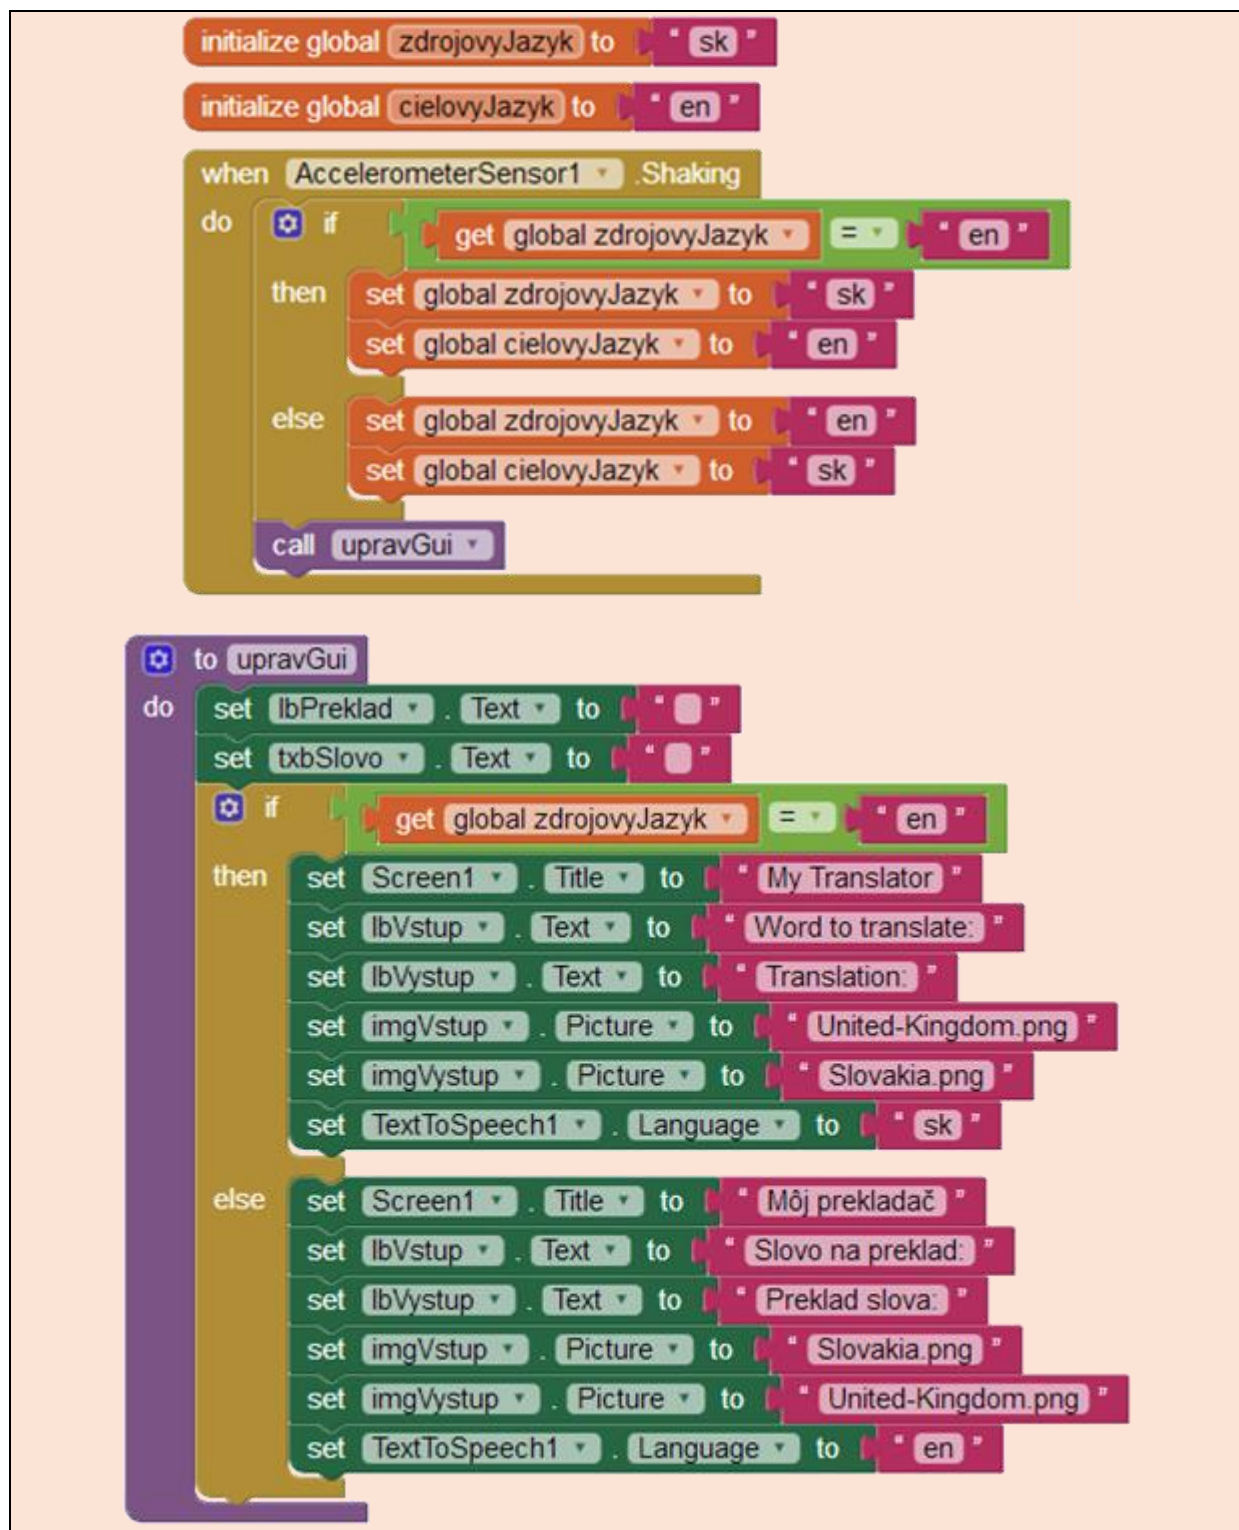 initialize global zdrojovyJazyk to " sk "
initialize global cielovyJazyk to " en "
when AccelerometerSensor1 .Shaking
do if get global zdrojovyJazyk = " en "
then set global zdrojovyJazyk to " sk "
set global cielovyJazyk to " en "
else set global zdrojovyJazyk to " en "
set global cielovyJazyk to " sk "
call upravGui
to upravGui
do set lbPreklad . Text to " "
set txbSlovo . Text to " "
if get global zdrojovyJazyk = " en "
then set Screen1 . Title to " My Translator "
set lbVstup . Text to " Word to translate: "
set lbVystup . Text to " Translation: "
set imgVstup . Picture to " United-Kingdom.png "
set imgVystup . Picture to " Slovakia.png "
set TextToSpeech1 . Language to " sk "
else set Screen1 . Title to " Môj prekladač "
set lbVstup . Text to " Slovo na preklad: "
set lbVystup . Text to " Preklad slova: "
set imgVstup . Picture to " Slovakia.png "
set imgVystup . Picture to " United-Kingdom.png "
set TextToSpeech1 . Language to " en "